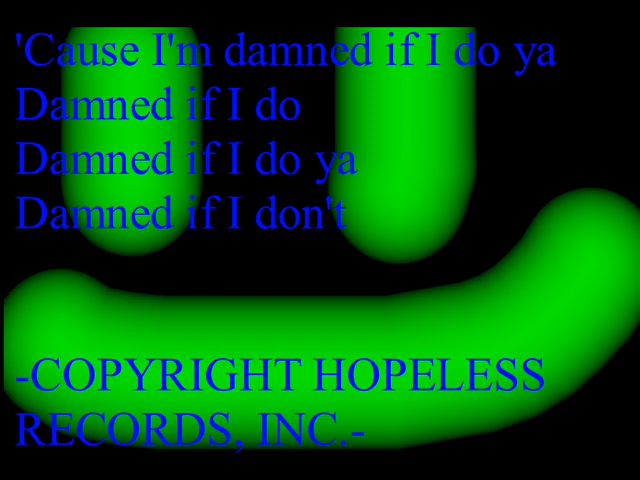 'Cause I'm damned if I do ya
Damned if I do
Damned if I do ya
Damned if I don't
-COPYRIGHT HOPELESS
RECORDS, INC.-